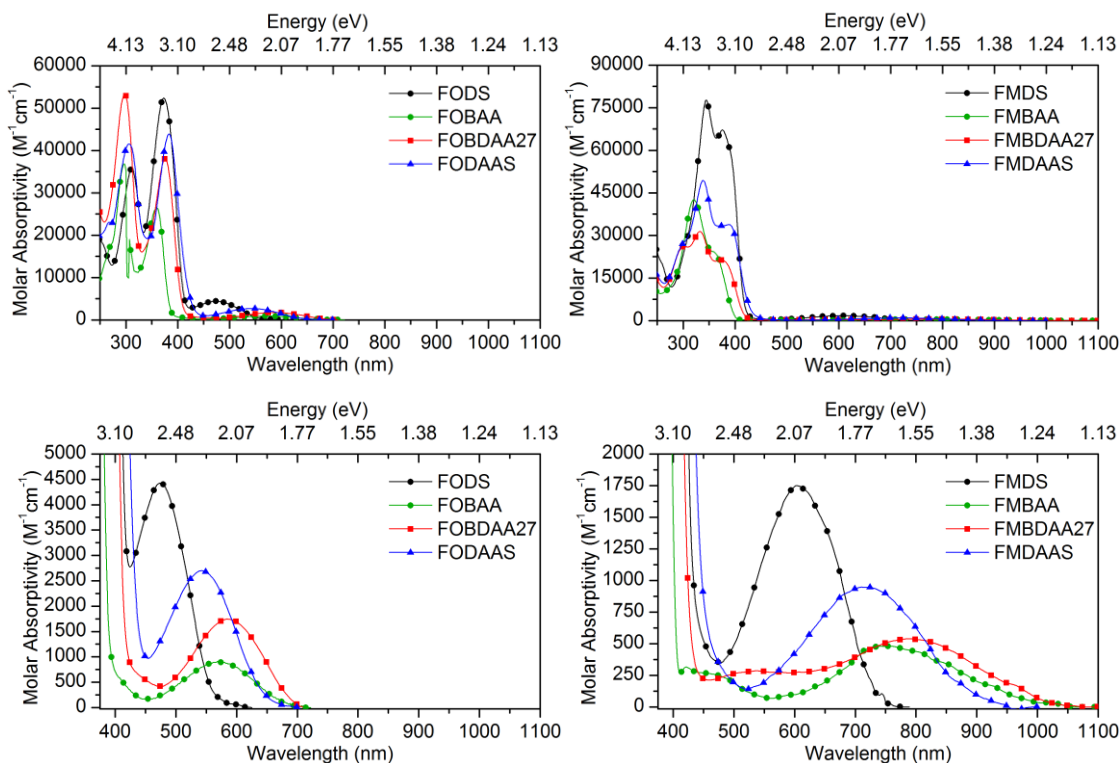 Energy (eV)
4.13 3.10 2.48 2.07 1.77 1.55 1.38 1.24 1.13
60000
50000
40000
30000
20000
10000
0
Molar Absorptivity (M⁻¹cm⁻¹)
FODS
FOBAA
FOBDAA27
FODAAS
300 400 500 600 700 800 900 1000 1100
Wavelength (nm)
Energy (eV)
4.13 3.10 2.48 2.07 1.77 1.55 1.38 1.24 1.13
90000
75000
60000
45000
30000
15000
0
Molar Absorptivity (M⁻¹cm⁻¹)
FMDS
FMBAA
FMBDAA27
FMDAAS
300 400 500 600 700 800 900 1000 1100
Wavelength (nm)
Energy (eV)
3.10 2.48 2.07 1.77 1.55 1.38 1.24 1.13
5000
4500
4000
3500
3000
2500
2000
1500
1000
500
0
Molar Absorptivity (M⁻¹cm⁻¹)
FODS
FOBAA
FOBDAA27
FODAAS
400 500 600 700 800 900 1000 1100
Wavelength (nm)
Energy (eV)
3.10 2.48 2.07 1.77 1.55 1.38 1.24 1.13
2000
1750
1500
1250
1000
750
500
250
0
Molar Absorptivity (M⁻¹cm⁻¹)
FMDS
FMBAA
FMBDAA27
FMDAAS
400 500 600 700 800 900 1000 1100
Wavelength (nm)